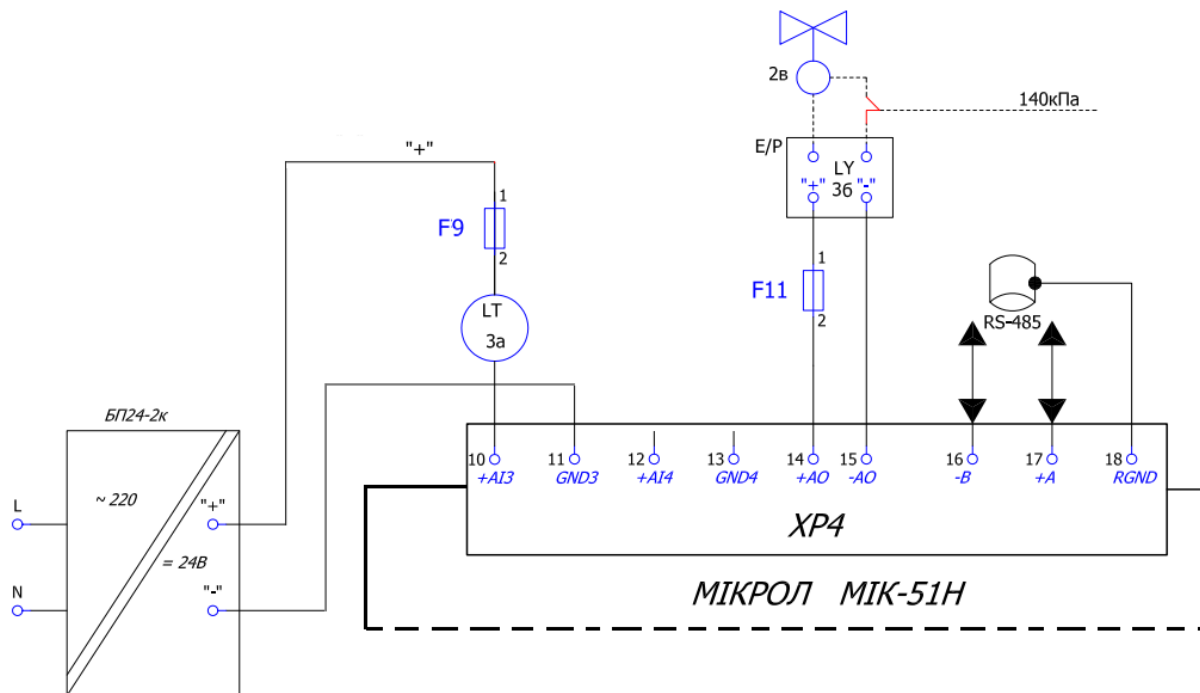 2в
140кПа
"+"
E/P
LY
3б
"+" "-"
1
F9
2
1
F11
2
RS-485
LT
3а
БП24-2к
10 11 12 13 14 15 16 17 18
+AI3 GND3 +AI4 GND4 +AO -AO -B +A RGND
~ 220
"+"
L
XP4
= 24В
"-"
N
МІКРОЛ МІК-51Н